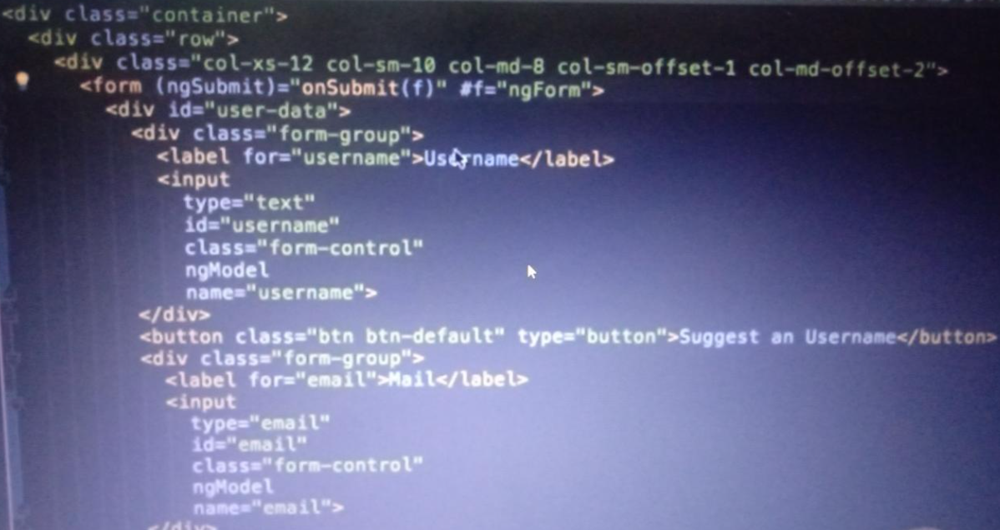 <div class="container">
<div class="row">
<div class="col-xs-12 col-sm-10 col-md-8 col-sm-offset-1 col-md-offset-2">
<form (ngSubmit)="onSubmit(f)" #f="ngForm">
<div id="user-data">
<div class="form-group">
<label for="username">Username</label>
<input
type="text"
id="username"
class="form-control"
ngModel
name="username">
</div>
<button class="btn btn-default" type="button">Suggest an Username</button>
<div class="form-group">
<label for="email">Mail</label>
<input
type="email"
id="email"
class="form-control"
ngModel
name="email">
</div>